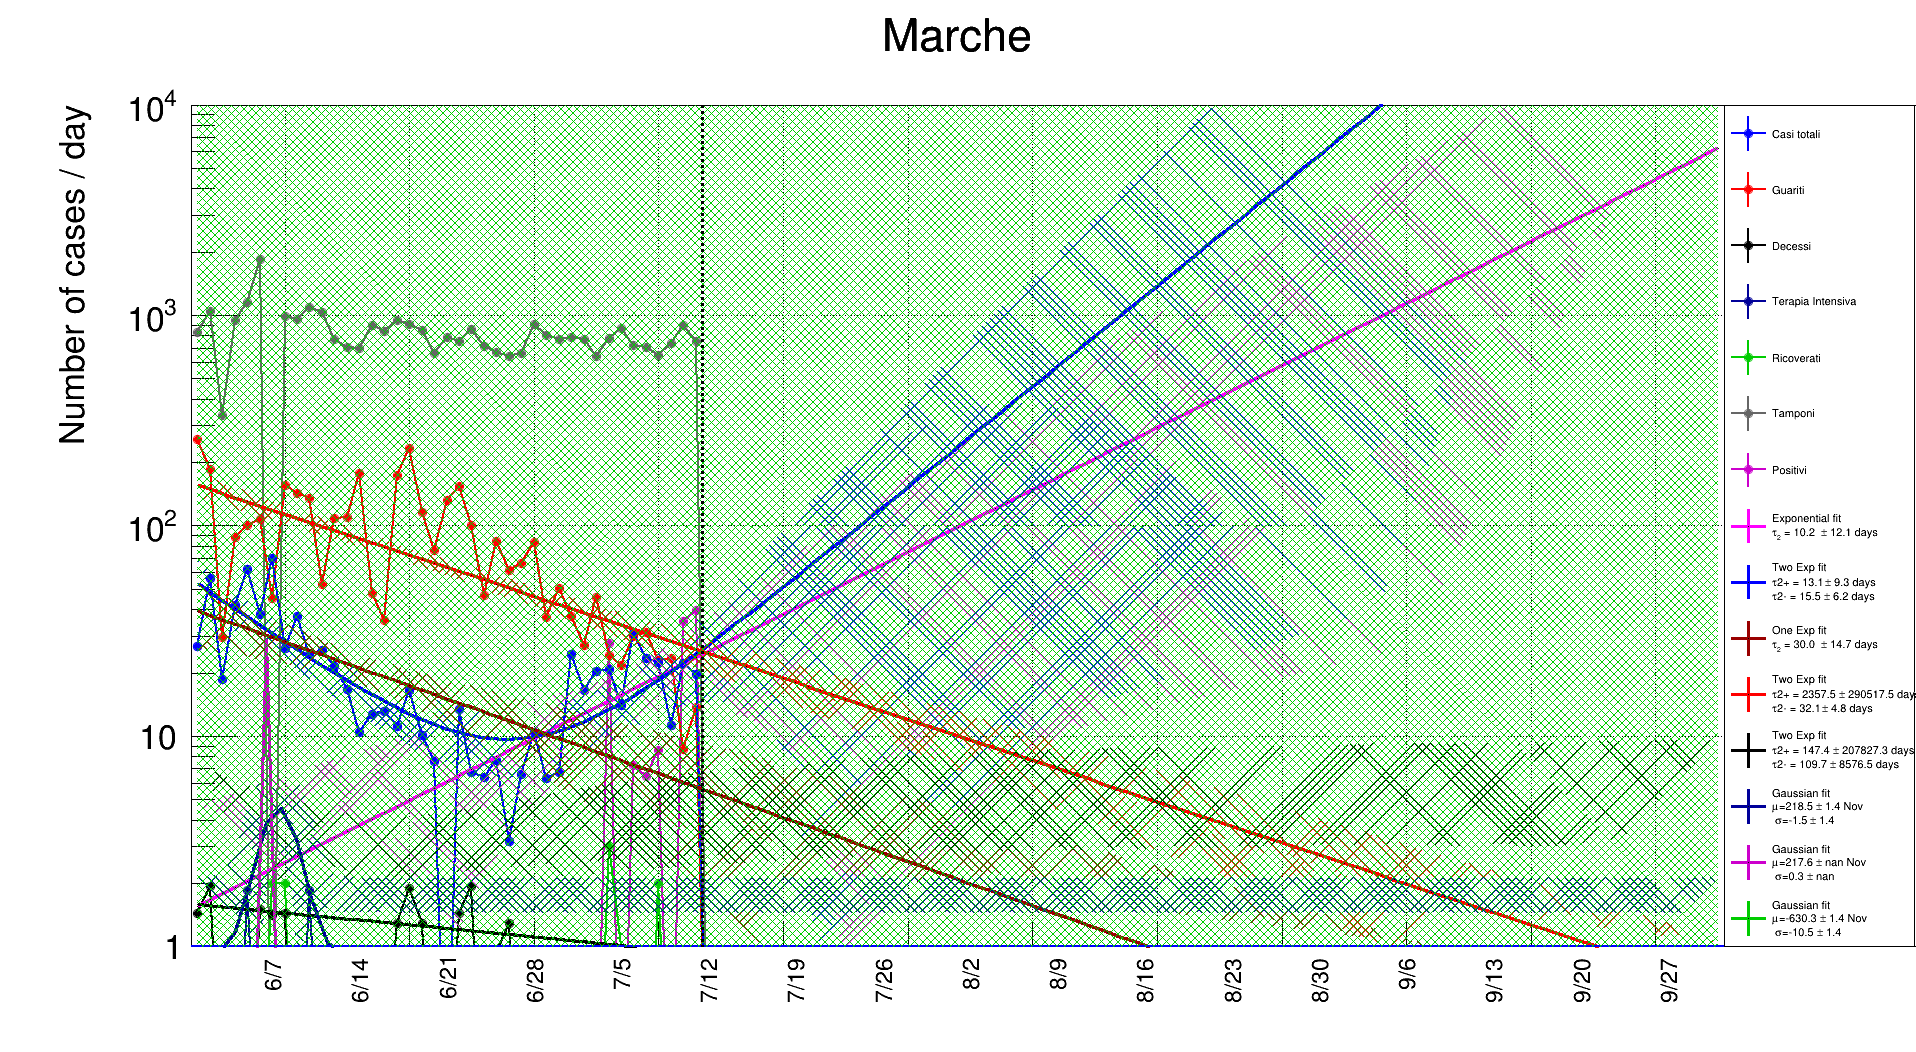 Marche
Number of cases / day
10^4
10^3
10^2
10
1
6/7
6/14
6/21
6/28
7/5
7/12
7/19
7/26
8/2
8/9
8/16
8/23
8/30
9/6
9/13
9/20
9/27
Casi totali
Guariti
Decessi
Terapia Intensiva
Ricoverati
Tamponi
Positivi
Exponential fit
τ₂ = 10.2 ± 12.1 days
Two Exp fit
τ2+ = 13.1 ± 9.3 days
τ2- = 15.5 ± 6.2 days
One Exp fit
τ₂ = 30.0 ± 14.7 days
Two Exp fit
τ2+ = 2357.5 ± 290517.5 day
τ2- = 32.1 ± 4.8 days
Two Exp fit
τ2+ = 147.4 ± 207827.3 days
τ2- = 109.7 ± 8576.5 days
Gaussian fit
μ=218.5 ± 1.4 Nov
σ=-1.5 ± 1.4
Gaussian fit
μ=217.6 ± nan Nov
σ=0.3 ± nan
Gaussian fit
μ=-630.3 ± 1.4 Nov
σ=-10.5 ± 1.4